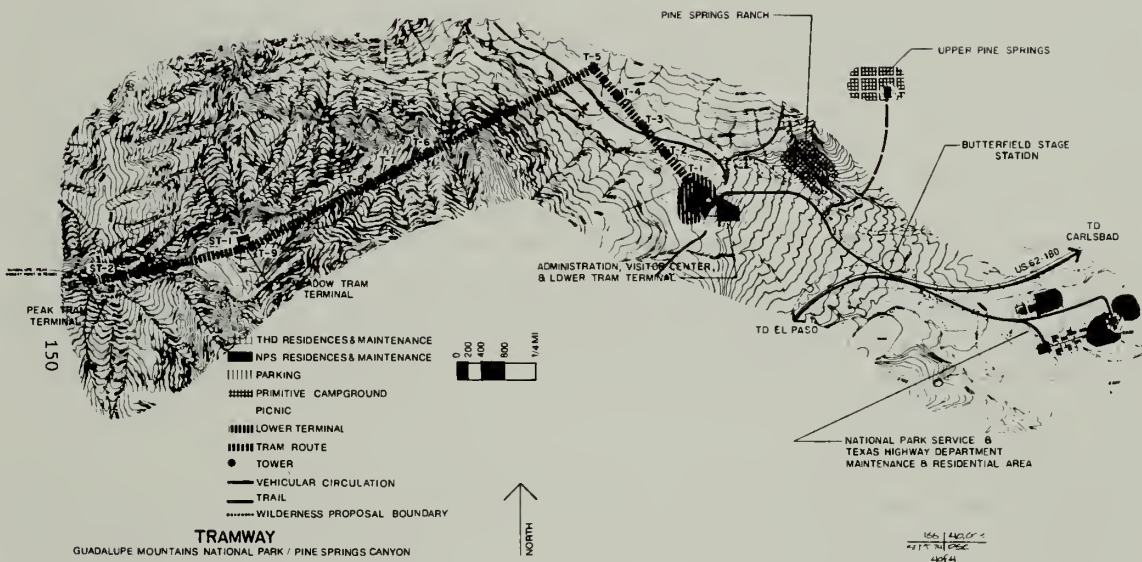 PINE SPRINGS RANCH
UPPER PINE SPRINGS
T-5
T-4
T-3
T-2
T-1
T-6
T-7
T-8
BUTTERFIELD STAGE
STATION
TO
CARLSBAD
US 62-180
ST-1
T-9
ST-2
ADMINISTRATION, VISITOR CENTER,
& LOWER TRAM TERMINAL
TRAM
TERMINAL
PEAK TRAM
TERMINAL
TO EL PASO
150
THD RESIDENCES & MAINTENANCE
NPS RESIDENCES & MAINTENANCE
PARKING
PRIMITIVE CAMPGROUND
PICNIC
LOWER TERMINAL
TRAM ROUTE
TOWER
VEHICULAR CIRCULATION
TRAIL
WILDERNESS PROPOSAL BOUNDARY
0 200 400 800 1/4 MI
NATIONAL PARK SERVICE &
TEXAS HIGHWAY DEPARTMENT
MAINTENANCE & RESIDENTIAL AREA
NORTH
TRAMWAY
GUADALUPE MOUNTAINS NATIONAL PARK / PINE SPRINGS CANYON